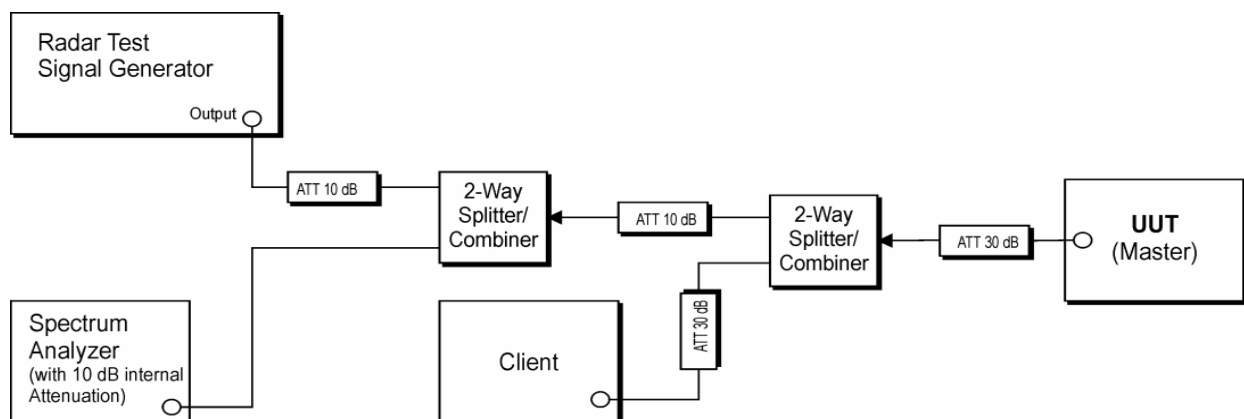 Radar Test
Signal Generator
Output
ATT 10 dB
2-Way
Splitter/
Combiner
ATT 10 dB
2-Way
Splitter/
Combiner
ATT 30 dB
UUT
(Master)
Spectrum
Analyzer
(with 10 dB internal
Attenuation)
Client
ATT 30 dB